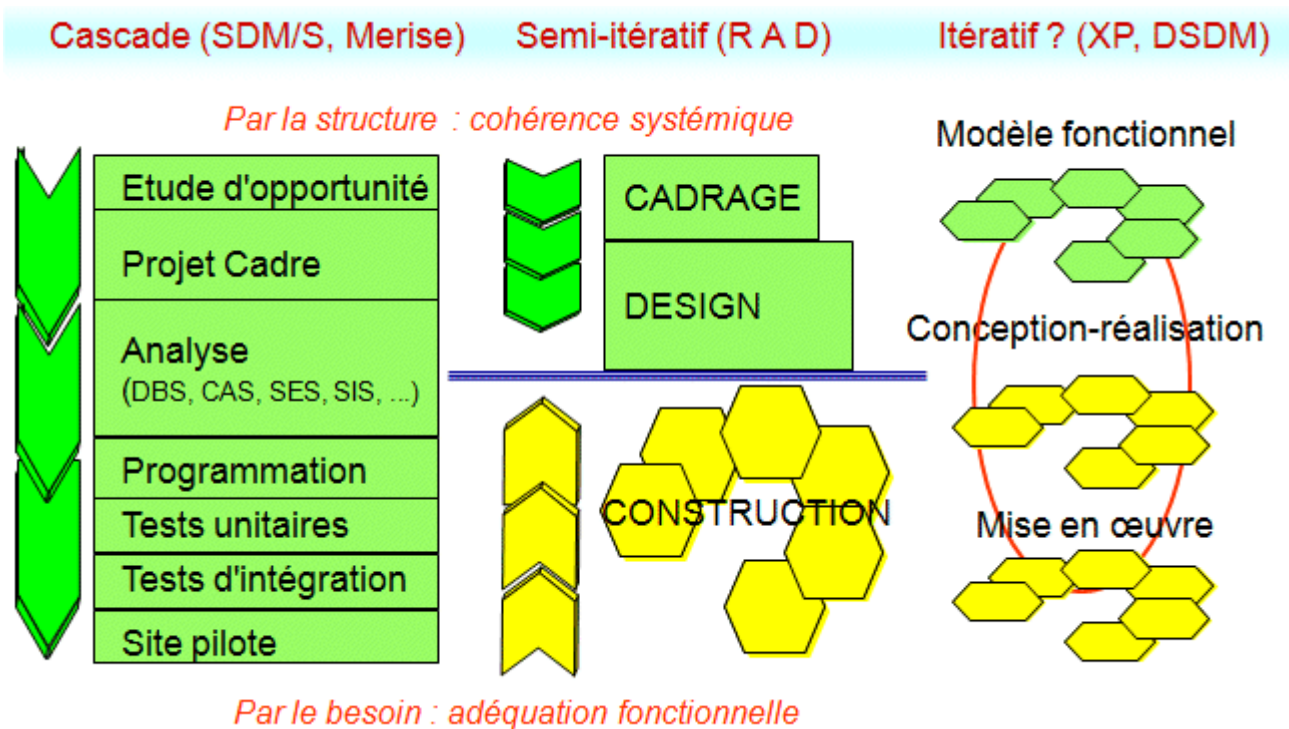 Cascade (SDM/S, Merise)
Semi-itératif (R A D)
Itératif ? (XP, DSDM)
Par la structure : cohérence systémique
Etude d'opportunité
Projet Cadre
Analyse
(DBS, CAS, SES, SIS, ...)
Programmation
Tests unitaires
Tests d'intégration
Site pilote
CADRAGE
DESIGN
CONSTRUCTION
Modèle fonctionnel
Conception-réalisation
Mise en œuvre
Par le besoin : adéquation fonctionnelle